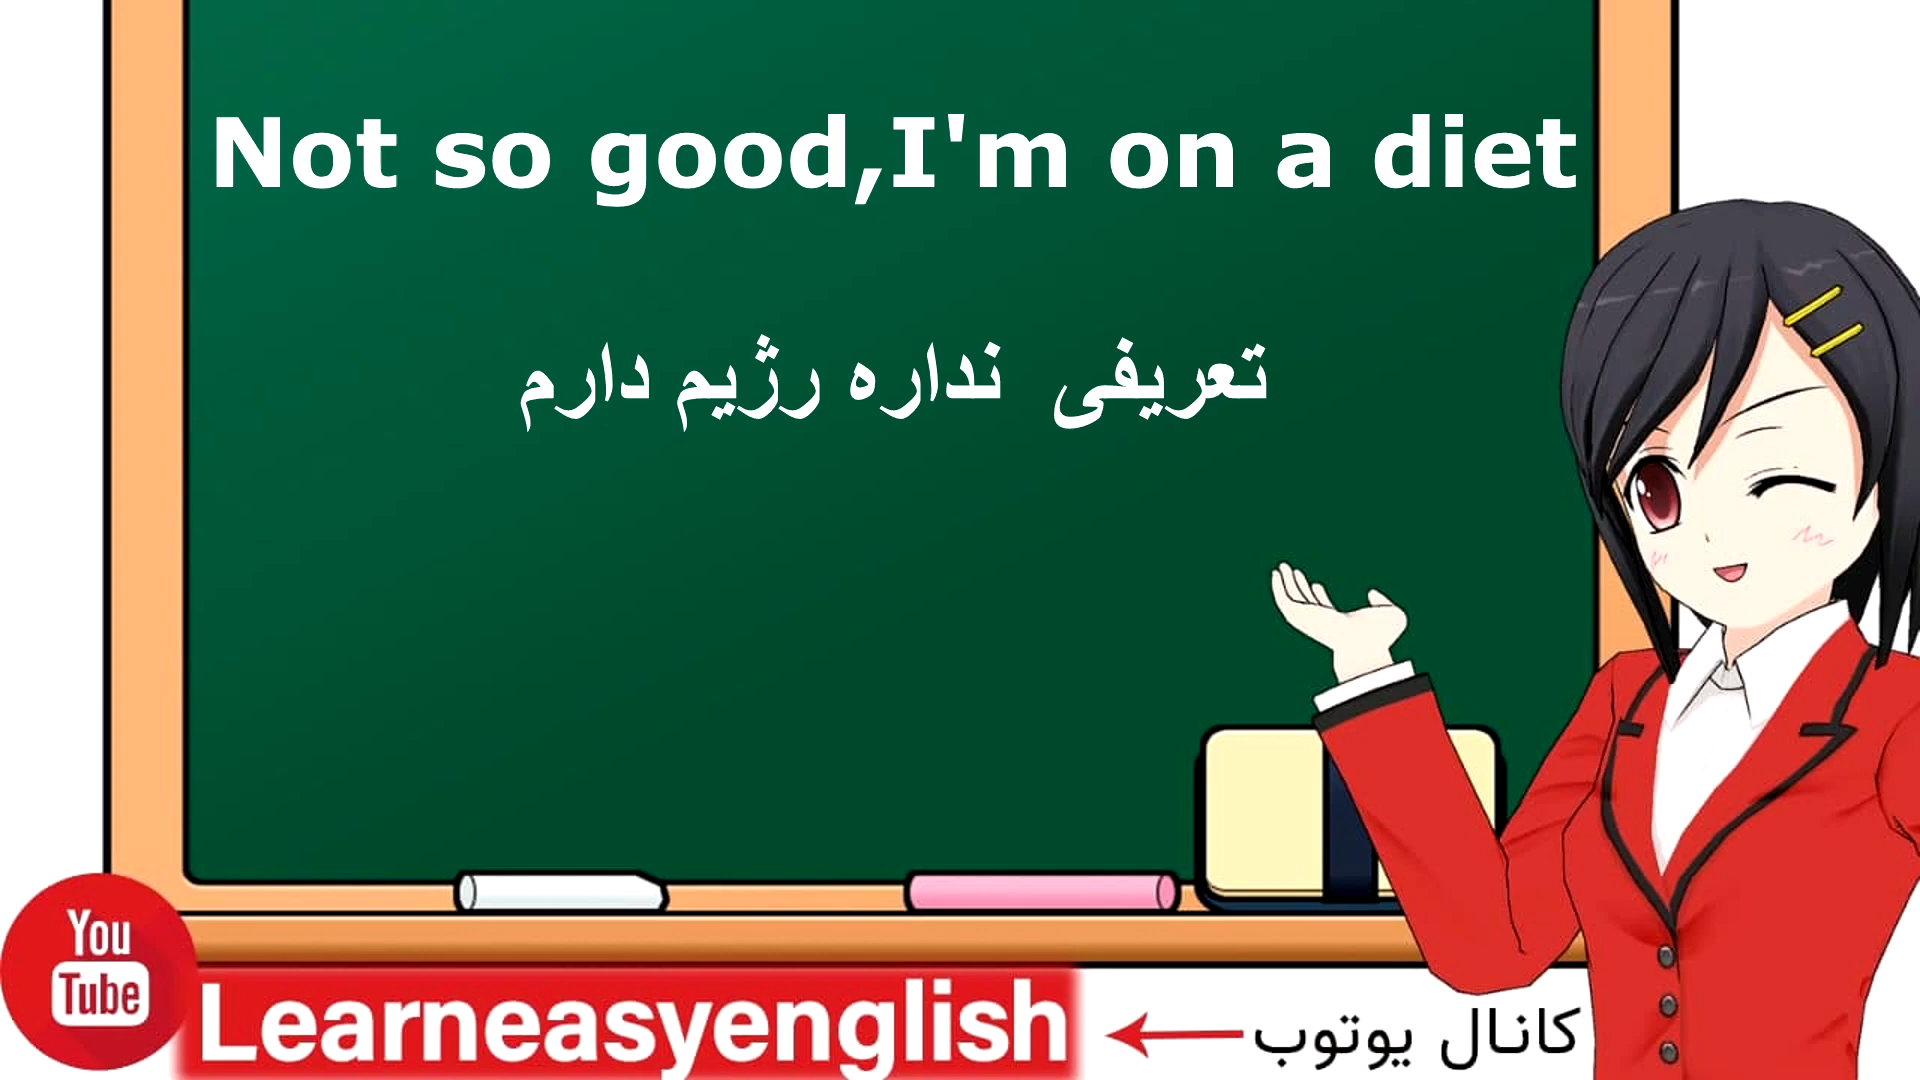 Not so good,I'm on a diet
تعریفی نداره رژیم دارم
You
Tube
Learneasyenglish
کانال یوتوب